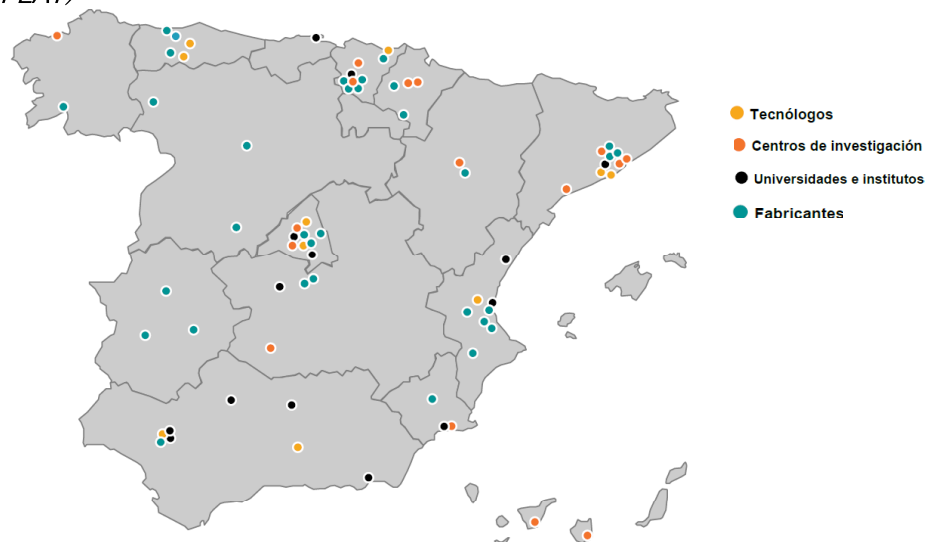 Tecnólogos
Centros de investigación
Universidades e institutos
Fabricantes